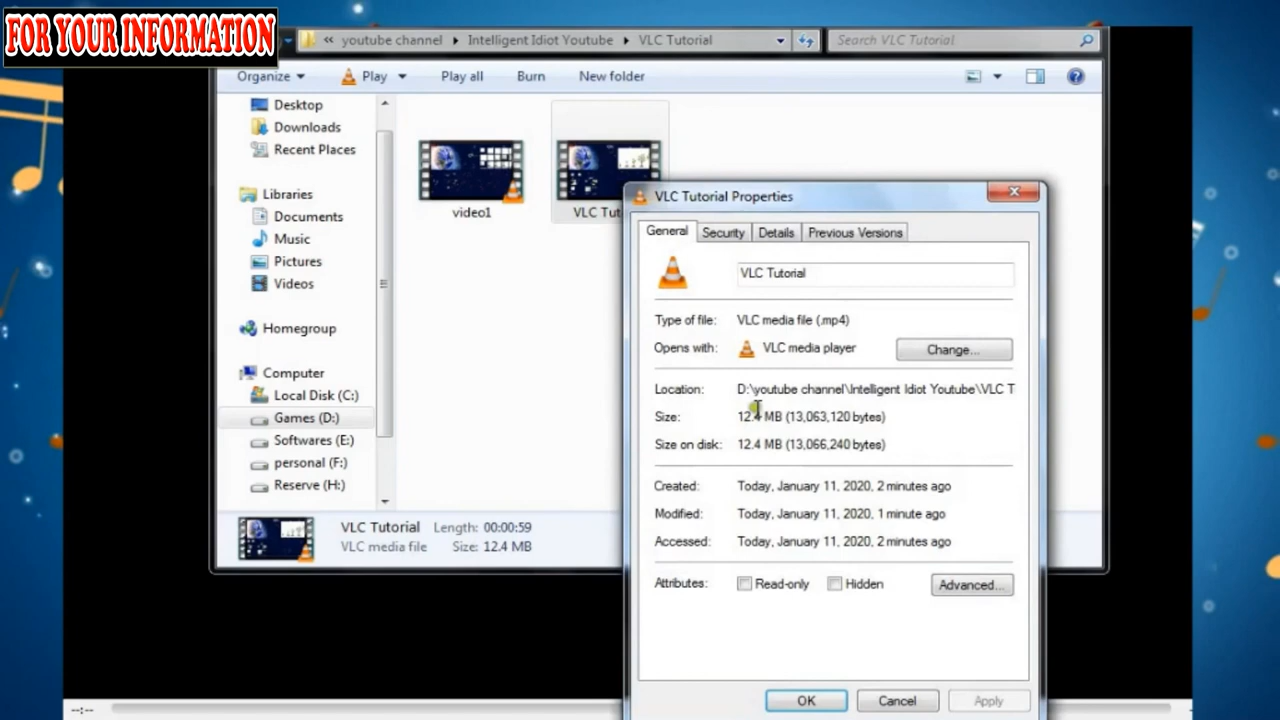 FOR YOUR INFORMATION
« youtube channel Intelligent Idiot Youtube VLC Tutorial
Search VLC Tutorial
Organize Play Play all Burn New folder
Desktop
Downloads
Recent Places
Libraries
Documents
Music
Pictures
Videos
Homegroup
Computer
Local Disk (C:)
Games (D:)
Softwares (E:)
personal (F:)
Reserve (H:)
video1
VLC Tut
VLC Tutorial Length: 00:00:59
VLC media file Size: 12.4 MB
VLC Tutorial Properties
General Security Details Previous Versions
VLC Tutorial
Type of file: VLC media file (.mp4)
Opens with: VLC media player Change...
Location: D:\youtube channel\Intelligent Idiot Youtube\VLC T
Size: 12.4 MB (13,063,120 bytes)
Size on disk: 12.4 MB (13,066,240 bytes)
Created: Today, January 11, 2020, 2 minutes ago
Modified: Today, January 11, 2020, 1 minute ago
Accessed: Today, January 11, 2020, 2 minutes ago
Attributes: Read-only Hidden Advanced...
OK Cancel Apply
--:--